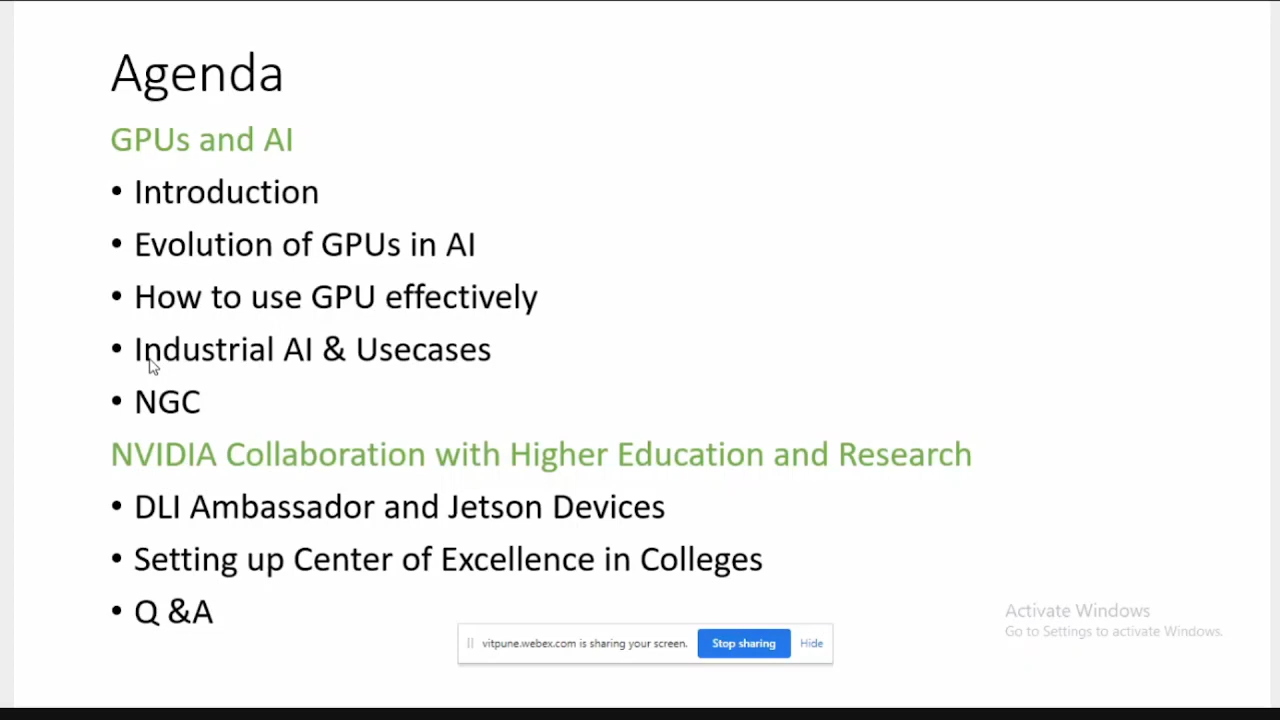 Agenda
GPUs and AI
• Introduction
• Evolution of GPUs in AI
• How to use GPU effectively
• Industrial AI & Usecases
• NGC
NVIDIA Collaboration with Higher Education and Research
• DLI Ambassador and Jetson Devices
• Setting up Center of Excellence in Colleges
• Q &A
Activate Windows
Go to Settings to activate Windows.
vitpune.webex.com is sharing your screen. Stop sharing Hide